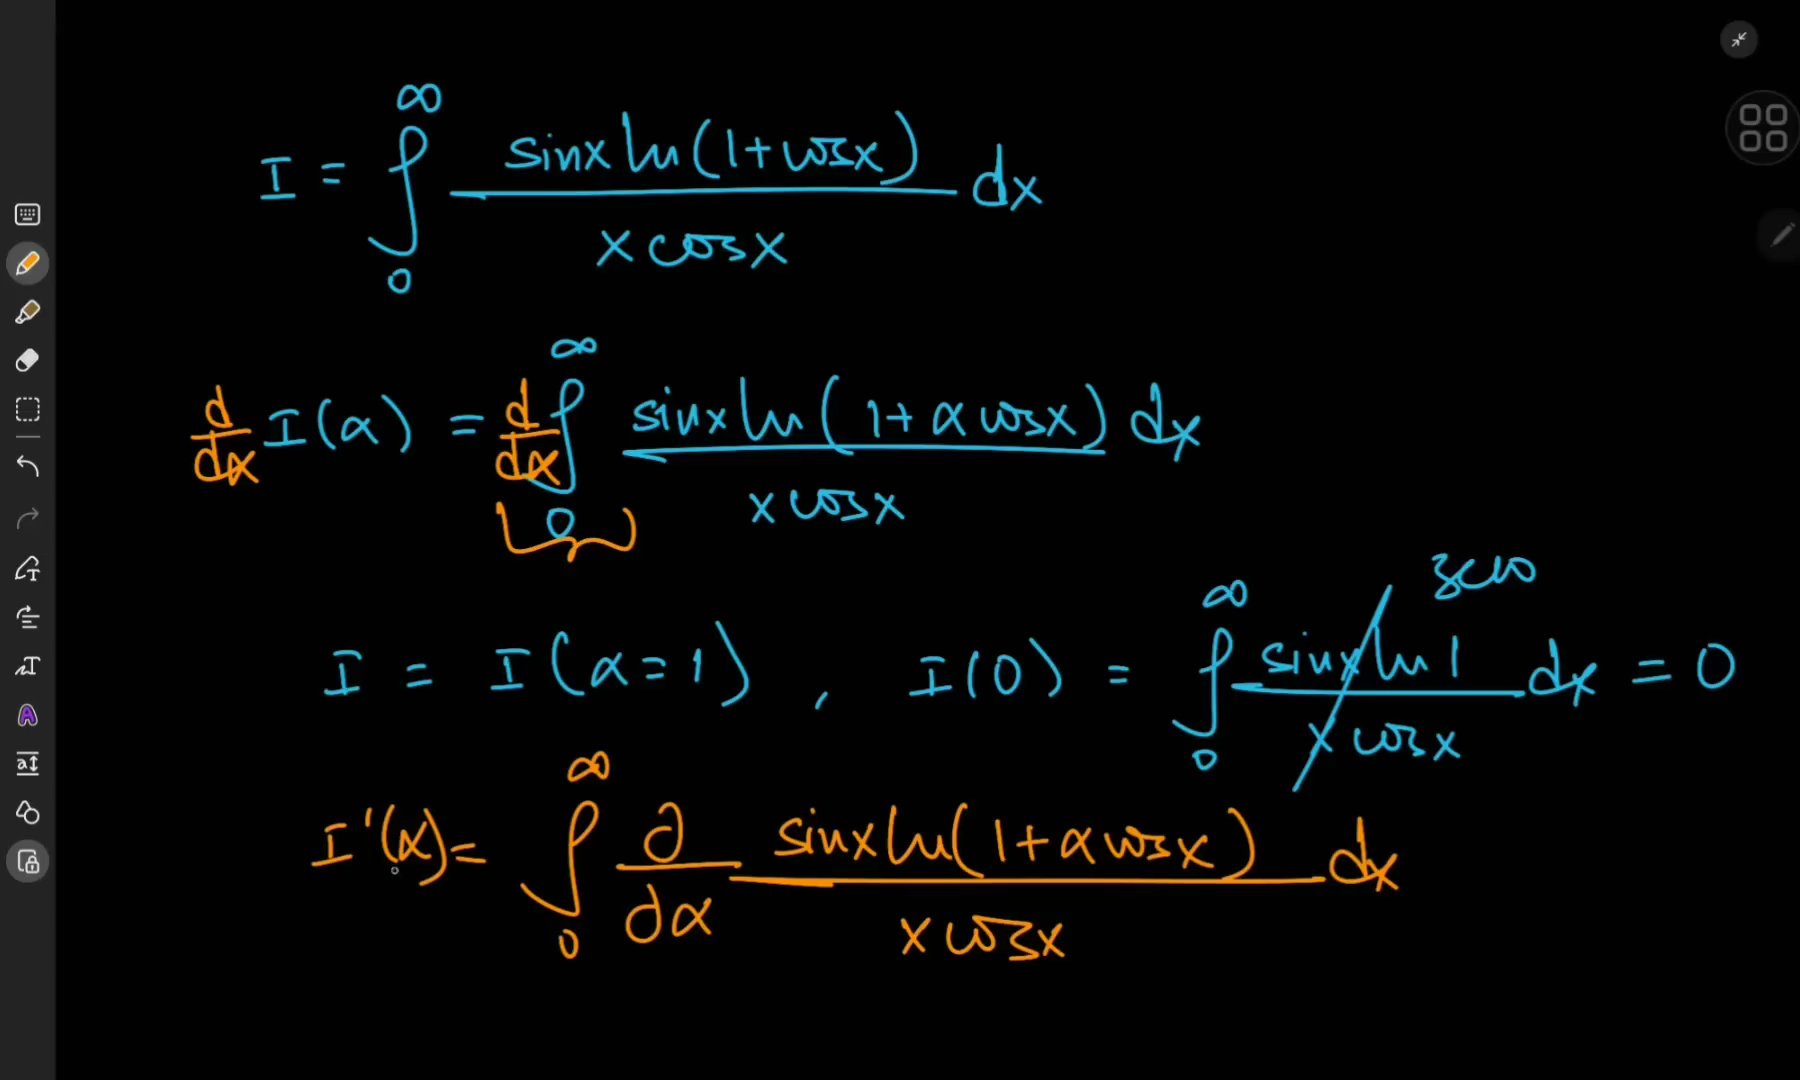 I = ∫₀^∞ sinx ln(1+cosx) / x cosx dx
d/dα I(α) = d/dα ∫₀^∞ sinx ln(1+α cosx) / x cosx dx
I = I(α=1) , I(0) = ∫₀^∞ sinx ln1 / x cosx dx = 0 zero
I'(α) = ∫₀^∞ ∂/∂α sinx ln(1+α cosx) / x cosx dx